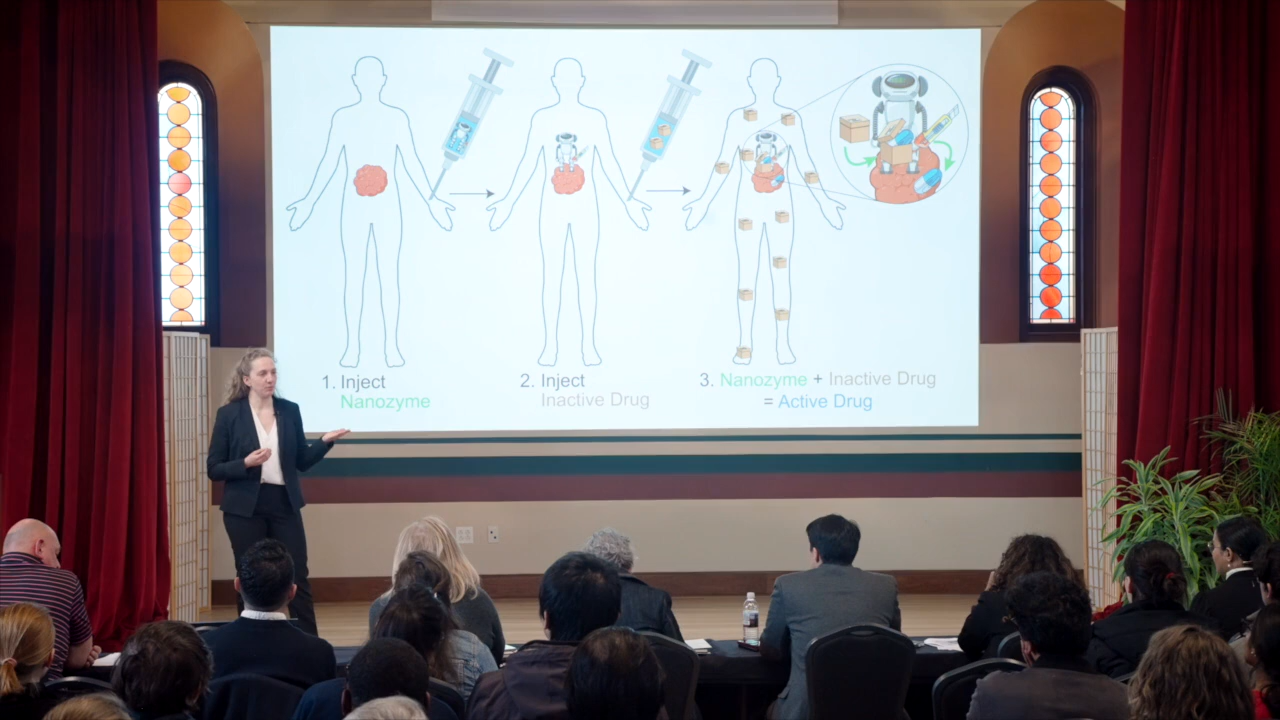 1. Inject
Nanozyme
2. Inject
Inactive Drug
3. Nanozyme + Inactive Drug
= Active Drug